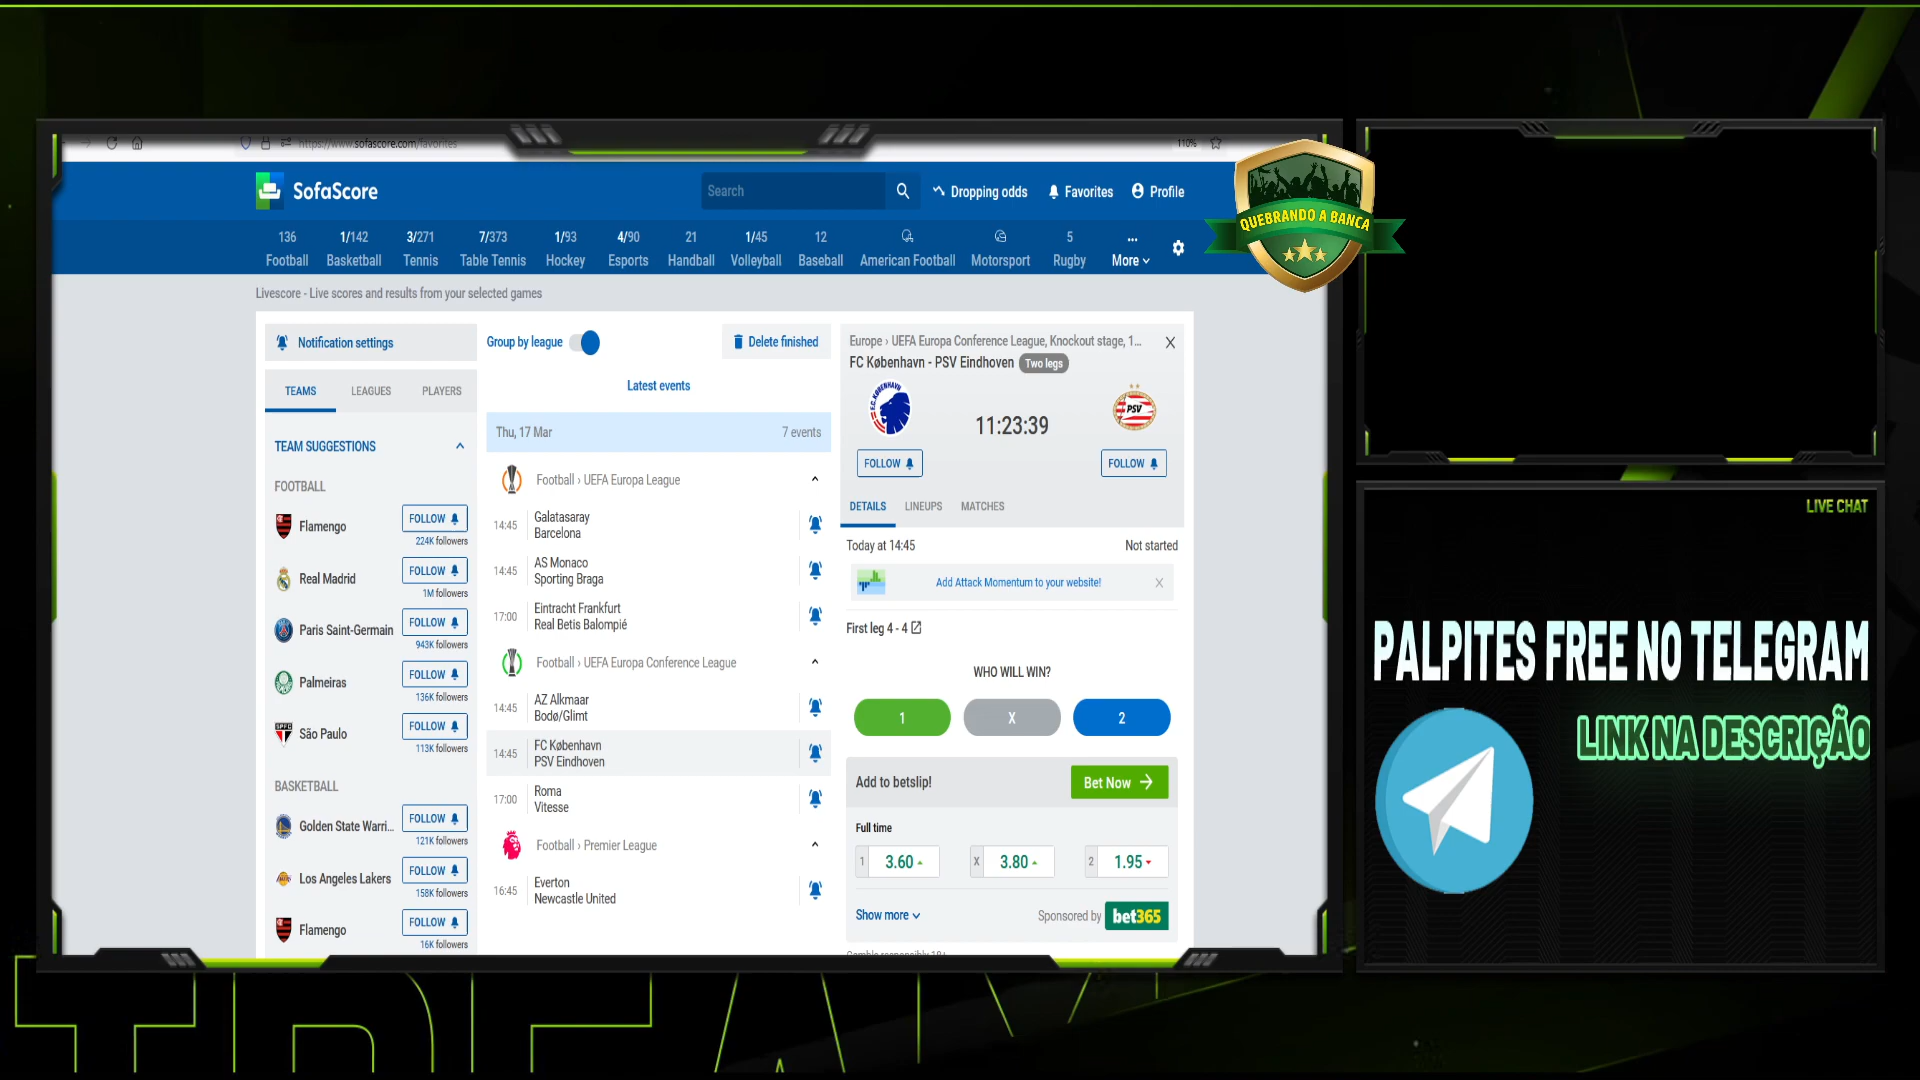 https://www.sofascore.com/favorites
110%
SofaScore
Search
Dropping odds
Favorites
Profile
136
Football
1/142
Basketball
3/271
Tennis
7/373
Table Tennis
1/93
Hockey
4/90
Esports
21
Handball
1/45
Volleyball
12
Baseball
American Football
Motorsport
5
Rugby
...
More
QUEBRANDO A BANCA
Livescore - Live scores and results from your selected games
Notification settings
TEAMS LEAGUES PLAYERS
TEAM SUGGESTIONS
FOOTBALL
Flamengo
FOLLOW
224K followers
Real Madrid
FOLLOW
1M followers
Paris Saint-Germain
FOLLOW
943K followers
Palmeiras
FOLLOW
136K followers
São Paulo
FOLLOW
113K followers
BASKETBALL
Golden State Warri...
FOLLOW
121K followers
Los Angeles Lakers
FOLLOW
158K followers
Flamengo
FOLLOW
16K followers
Group by league
Delete finished
Latest events
Thu, 17 Mar 7 events
Football › UEFA Europa League
14:45
Galatasaray
Barcelona
14:45
AS Monaco
Sporting Braga
17:00
Eintracht Frankfurt
Real Betis Balompié
Football › UEFA Europa Conference League
14:45
AZ Alkmaar
Bodø/Glimt
14:45
FC København
PSV Eindhoven
17:00
Roma
Vitesse
Football › Premier League
16:45
Everton
Newcastle United
Europe › UEFA Europa Conference League, Knockout stage, 1... X
FC København - PSV Eindhoven Two legs
F.C. KØBENHAVN
PSV
11:23:39
FOLLOW
FOLLOW
DETAILS LINEUPS MATCHES
Today at 14:45 Not started
Add Attack Momentum to your website!
First leg 4 - 4
WHO WILL WIN?
1 X 2
Add to betslip! Bet Now
Full time
1 3.60 X 3.80 2 1.95
Show more
Sponsored by bet365
Gamble responsibly 18+
LIVE CHAT
PALPITES FREE NO TELEGRAM
LINK NA DESCRIÇÃO